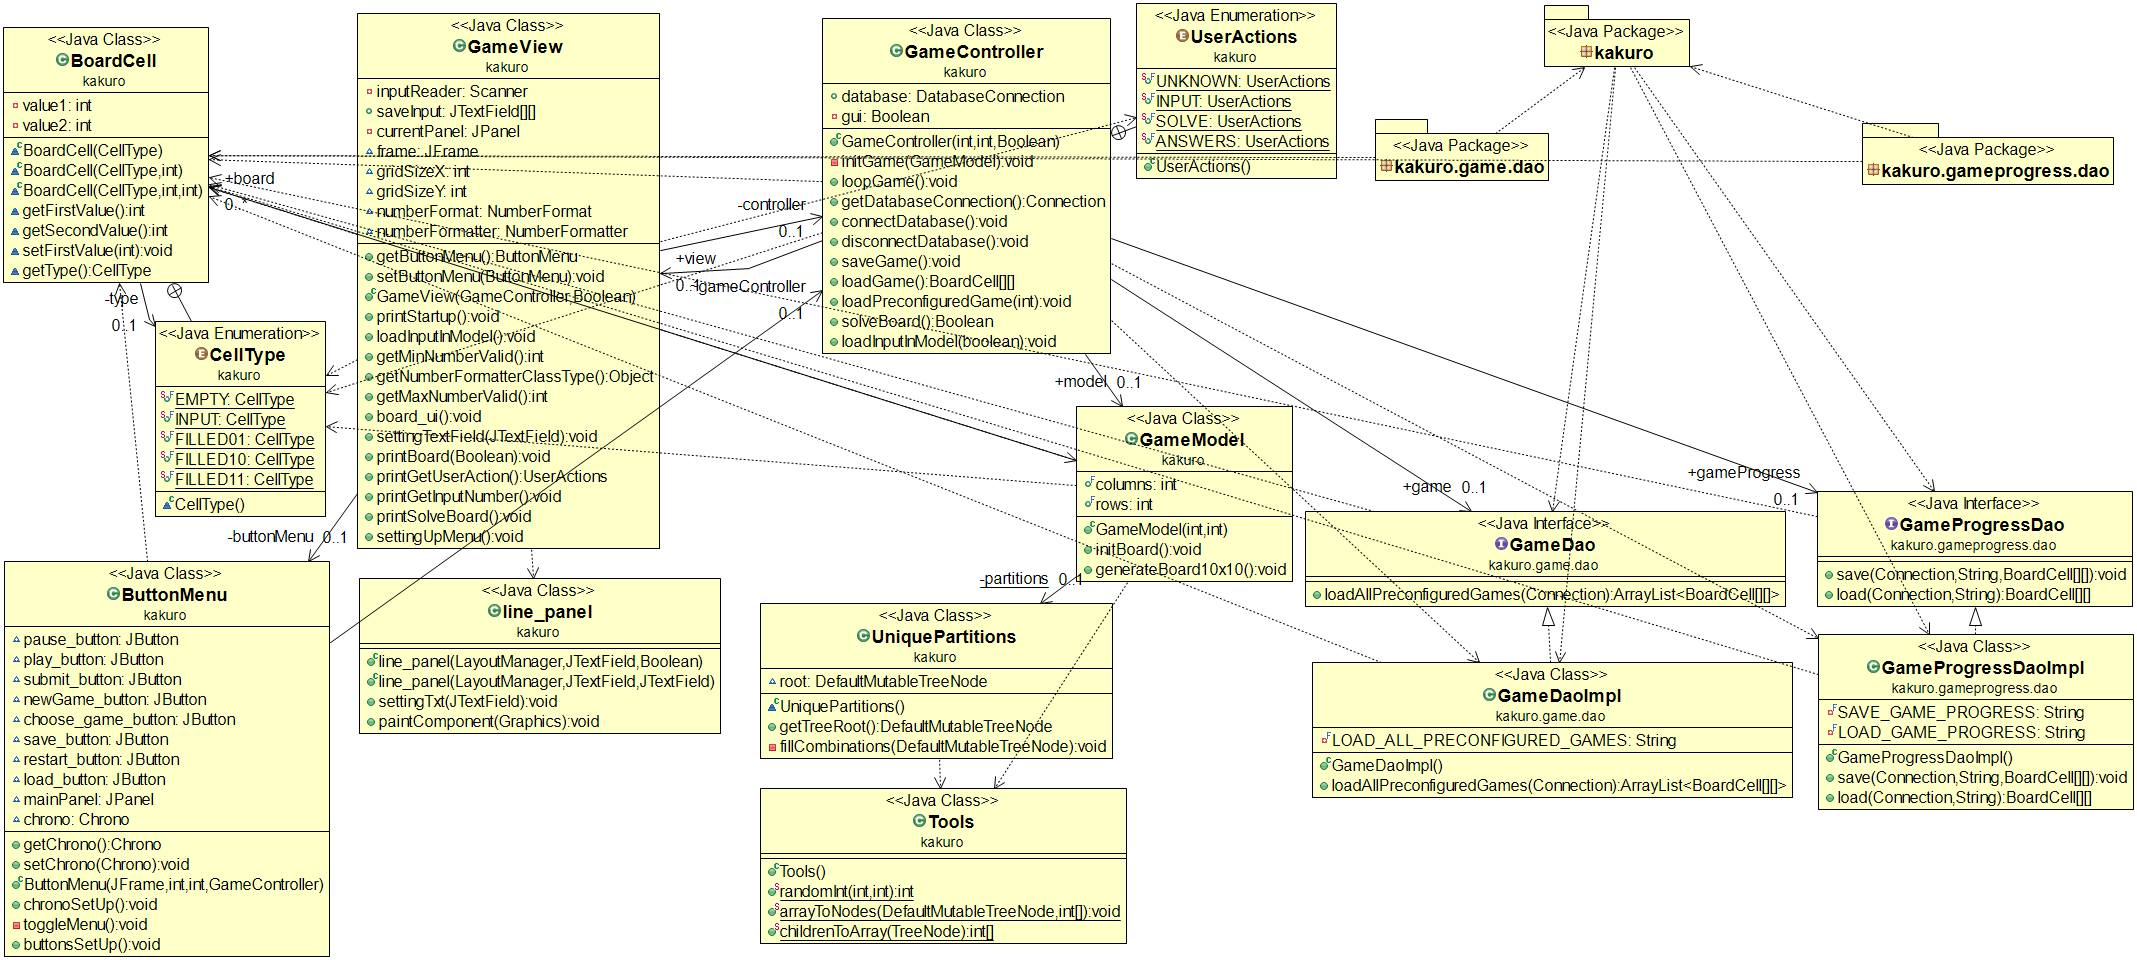 <<Java Class>>
BoardCell
kakuro
value1: int
value2: int
BoardCell(CellType)
BoardCell(CellType,int)
BoardCell(CellType,int,int)
getFirstValue():int
getSecondValue():int
setFirstValue(int):void
getType():CellType
<<Java Class>>
GameView
kakuro
inputReader: Scanner
saveInput: JTextField[][]
currentPanel: JPanel
frame: JFrame
gridSizeX: int
gridSizeY: int
numberFormat: NumberFormat
numberFormatter: NumberFormatter
getButtonMenu():ButtonMenu
setButtonMenu(ButtonMenu):void
GameView(GameController,Boolean)
printStartup():void
loadInputInModel():void
getMinNumberValid():int
getNumberFormatterClassType():Object
getMaxNumberValid():int
board_ui():void
settingTextField(JTextField):void
printBoard(Boolean):void
printGetUserAction():UserActions
printGetInputNumber():void
printSolveBoard():void
settingUpMenu():void
<<Java Class>>
GameController
kakuro
database: DatabaseConnection
gui: Boolean
GameController(int,int,Boolean)
initGame(GameModel):void
loopGame():void
getDatabaseConnection():Connection
connectDatabase():void
disconnectDatabase():void
saveGame():void
loadGame():BoardCell[][]
loadPreconfiguredGame(int):void
solveBoard():Boolean
loadInputInModel(boolean):void
<<Java Enumeration>>
UserActions
kakuro
UNKNOWN: UserActions
INPUT: UserActions
SOLVE: UserActions
ANSWERS: UserActions
UserActions()
<<Java Package>>
kakuro
<<Java Package>>
kakuro.game.dao
<<Java Package>>
kakuro.gameprogress.dao
+board
0..*
-controller
0..1
+view
0..1
-gameController
0..1
-type
0..1
<<Java Enumeration>>
CellType
kakuro
EMPTY: CellType
INPUT: CellType
FILLED01: CellType
FILLED10: CellType
FILLED11: CellType
CellType()
+model 0..1
<<Java Class>>
GameModel
kakuro
columns: int
rows: int
GameModel(int,int)
initBoard():void
generateBoard10x10():void
+game 0..1
+gameProgress
0..1
<<Java Interface>>
GameDao
kakuro.game.dao
loadAllPreconfiguredGames(Connection):ArrayList<BoardCell[][]>
<<Java Interface>>
GameProgressDao
kakuro.gameprogress.dao
save(Connection,String,BoardCell[][]):void
load(Connection,String):BoardCell[][]
-buttonMenu 0..1
<<Java Class>>
ButtonMenu
kakuro
pause_button: JButton
play_button: JButton
submit_button: JButton
newGame_button: JButton
choose_game_button: JButton
save_button: JButton
restart_button: JButton
load_button: JButton
mainPanel: JPanel
chrono: Chrono
getChrono():Chrono
setChrono(Chrono):void
ButtonMenu(JFrame,int,int,GameController)
chronoSetUp():void
toggleMenu():void
buttonsSetUp():void
<<Java Class>>
line_panel
kakuro
line_panel(LayoutManager,JTextField,Boolean)
line_panel(LayoutManager,JTextField,JTextField)
settingTxt(JTextField):void
paintComponent(Graphics):void
-partitions 0..1
<<Java Class>>
UniquePartitions
kakuro
root: DefaultMutableTreeNode
UniquePartitions()
getTreeRoot():DefaultMutableTreeNode
fillCombinations(DefaultMutableTreeNode):void
<<Java Class>>
Tools
kakuro
Tools()
randomInt(int,int):int
arrayToNodes(DefaultMutableTreeNode,int[]):void
childrenToArray(TreeNode):int[]
<<Java Class>>
GameDaoImpl
kakuro.game.dao
LOAD_ALL_PRECONFIGURED_GAMES: String
GameDaoImpl()
loadAllPreconfiguredGames(Connection):ArrayList<BoardCell[][]>
<<Java Class>>
GameProgressDaoImpl
kakuro.gameprogress.dao
SAVE_GAME_PROGRESS: String
LOAD_GAME_PROGRESS: String
GameProgressDaoImpl()
save(Connection,String,BoardCell[][]):void
load(Connection,String):BoardCell[][]